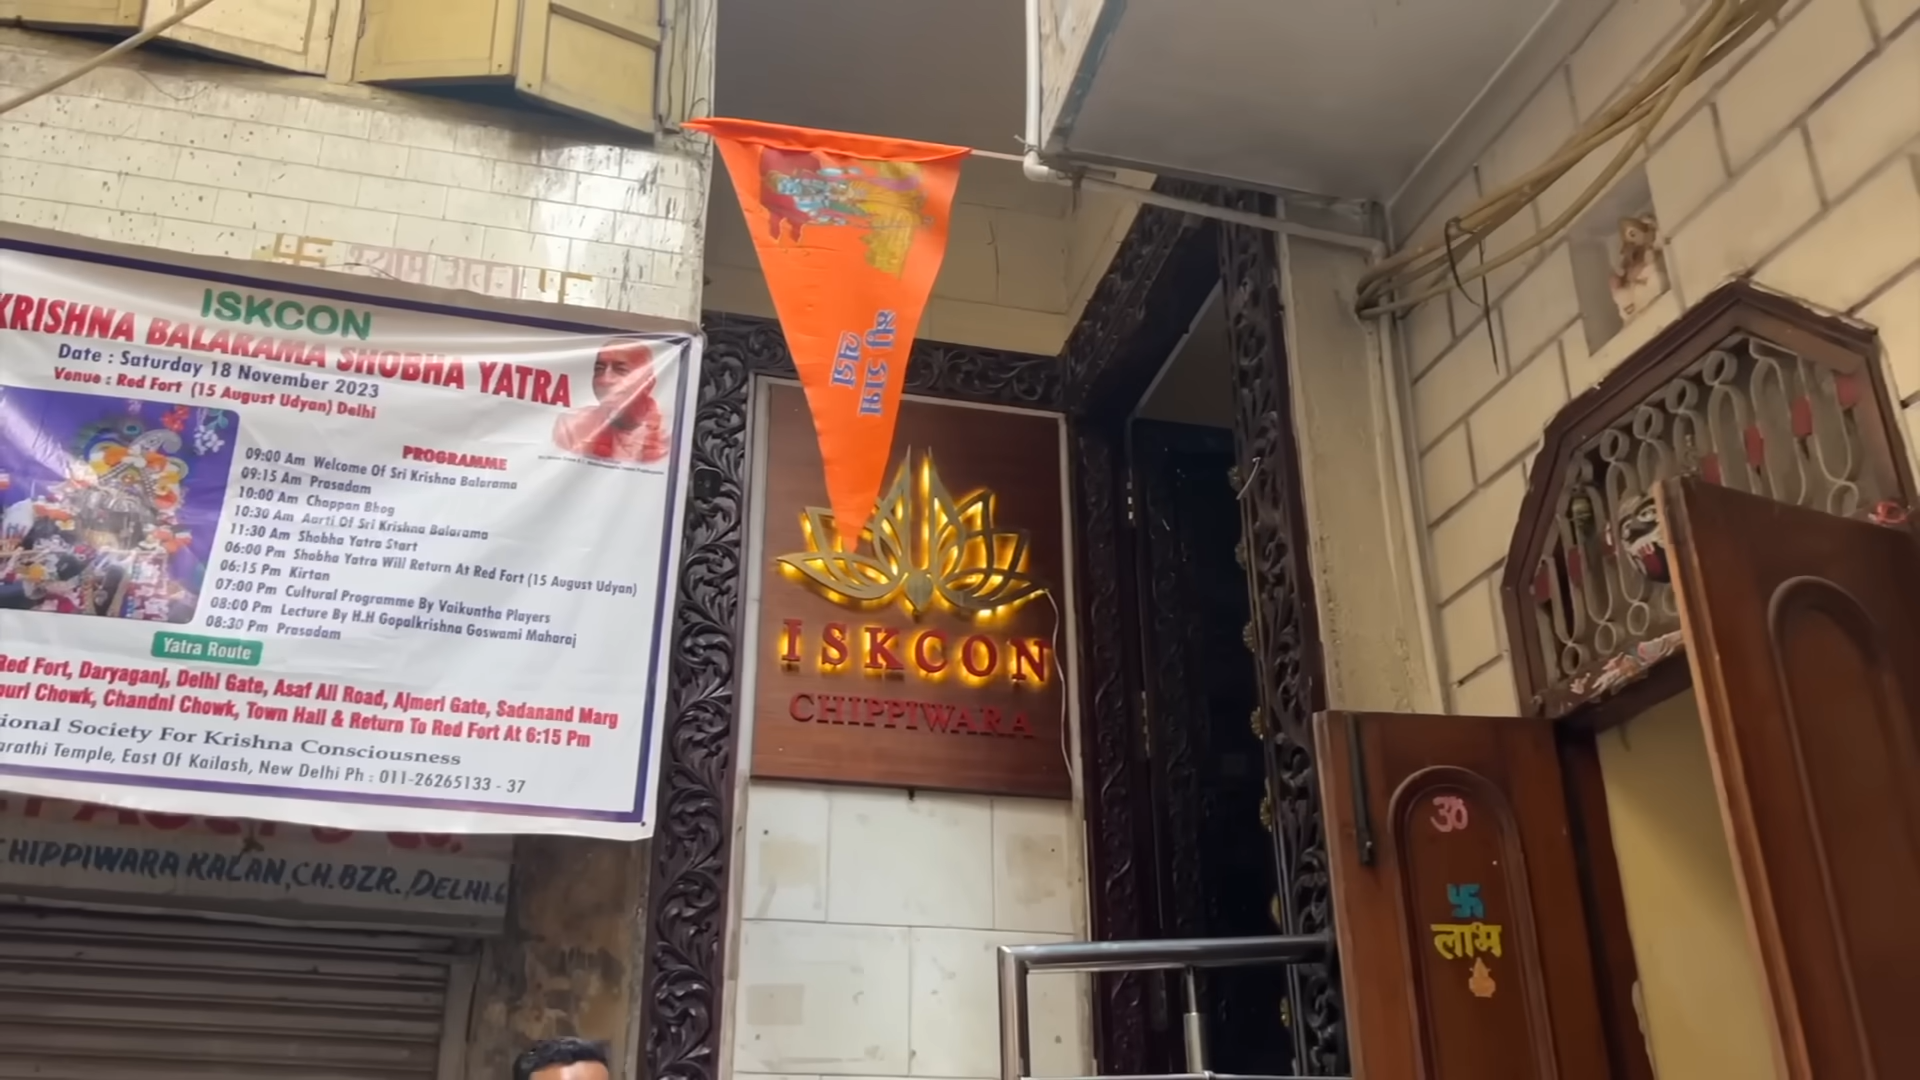 ISKCON
KRISHNA BALARAMA SHOBHA YATRA
Date : Saturday 18 November 2023
Venue : Red Fort (15 August Udyan) Delhi
PROGRAMME
09:00 Am Welcome Of Sri Krishna Balarama
09:15 Am Prasadam
10:00 Am Chappan Bhog
10:30 Am Aarti Of Sri Krishna Balarama
11:30 Am Shobha Yatra Start
06:00 Pm Shobha Yatra Will Return At Red Fort (15 August Udyan)
06:15 Pm Kirtan
07:00 Pm Cultural Programme By Vaikuntha Players
08:00 Pm Lecture By H.H Gopalkrishna Goswami Maharaj
08:30 Pm Prasadam
Yatra Route
Red Fort, Daryaganj, Delhi Gate, Asaf Ali Road, Ajmeri Gate, Sadanand Marg
Chowk, Chandni Chowk, Town Hall & Return To Red Fort At 6:15 Pm
Society For Krishna Consciousness
Temple, East Of Kailash, New Delhi Ph : 011-26265133 - 37
CHIPPIWARA KALAN, CH.BZR., DELHI-6
जय श्री राम
ISKCON
CHIPPIWARA
ॐ
लाभ